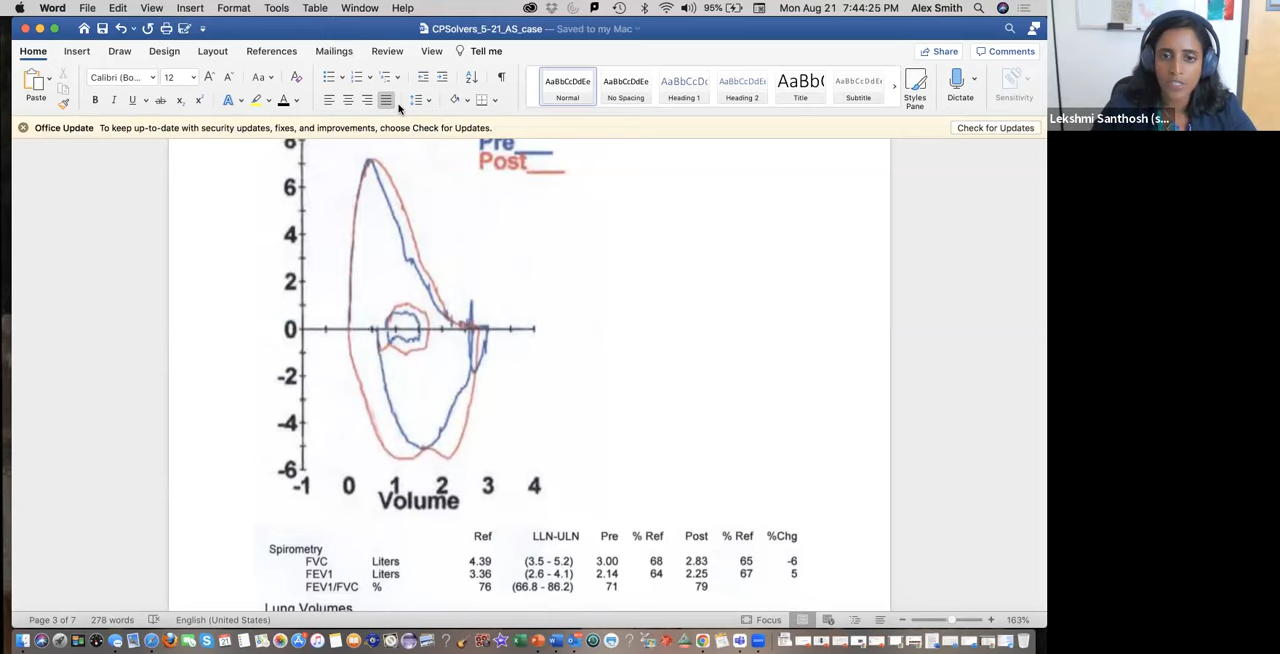 Word File Edit View Insert Format Tools Table Window Help 95% Mon Aug 21 7:44:25 PM Alex Smith
CPSolvers_5-21_AS_case — Saved to my Mac
Home Insert Draw Design Layout References Mailings Review View Tell me Share Comments
Paste Calibri (Bo... 12 Aa AaBbCcDdEe AaBbCcDdEe AaBbCcDc AaBbCcDdEe AaBb( AaBbCcDdEe
B I U ab x₂ x² A A Normal No Spacing Heading 1 Heading 2 Title Subtitle Styles Pane Dictate Sensitivity
Office Update To keep up-to-date with security updates, fixes, and improvements, choose Check for Updates. Check for Updates
Lekshmi Santhosh (s...
8
Pre
Post
6
4
2
0
-2
-4
-6
-1 0 1 2 3 4
Volume
Ref LLN-ULN Pre % Ref Post % Ref %Chg
Spirometry
FVC Liters 4.39 (3.5 - 5.2) 3.00 68 2.83 65 -6
FEV1 Liters 3.36 (2.6 - 4.1) 2.14 64 2.25 67 5
FEV1/FVC % 76 (66.8 - 86.2) 71 79
Lung Volumes
Page 3 of 7 278 words English (United States) Focus 163%